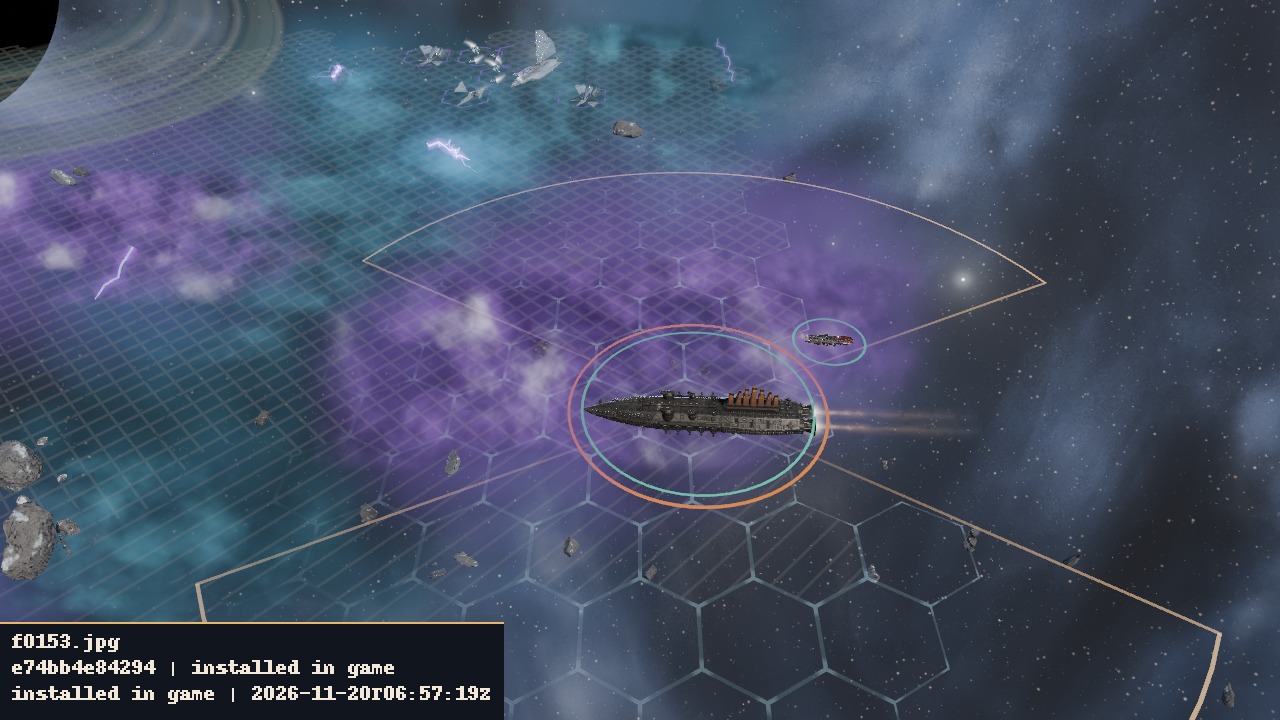 f0153.jpg
e74bb4e84294 | installed in game
installed in game | 2026-11-20T06:57:19z